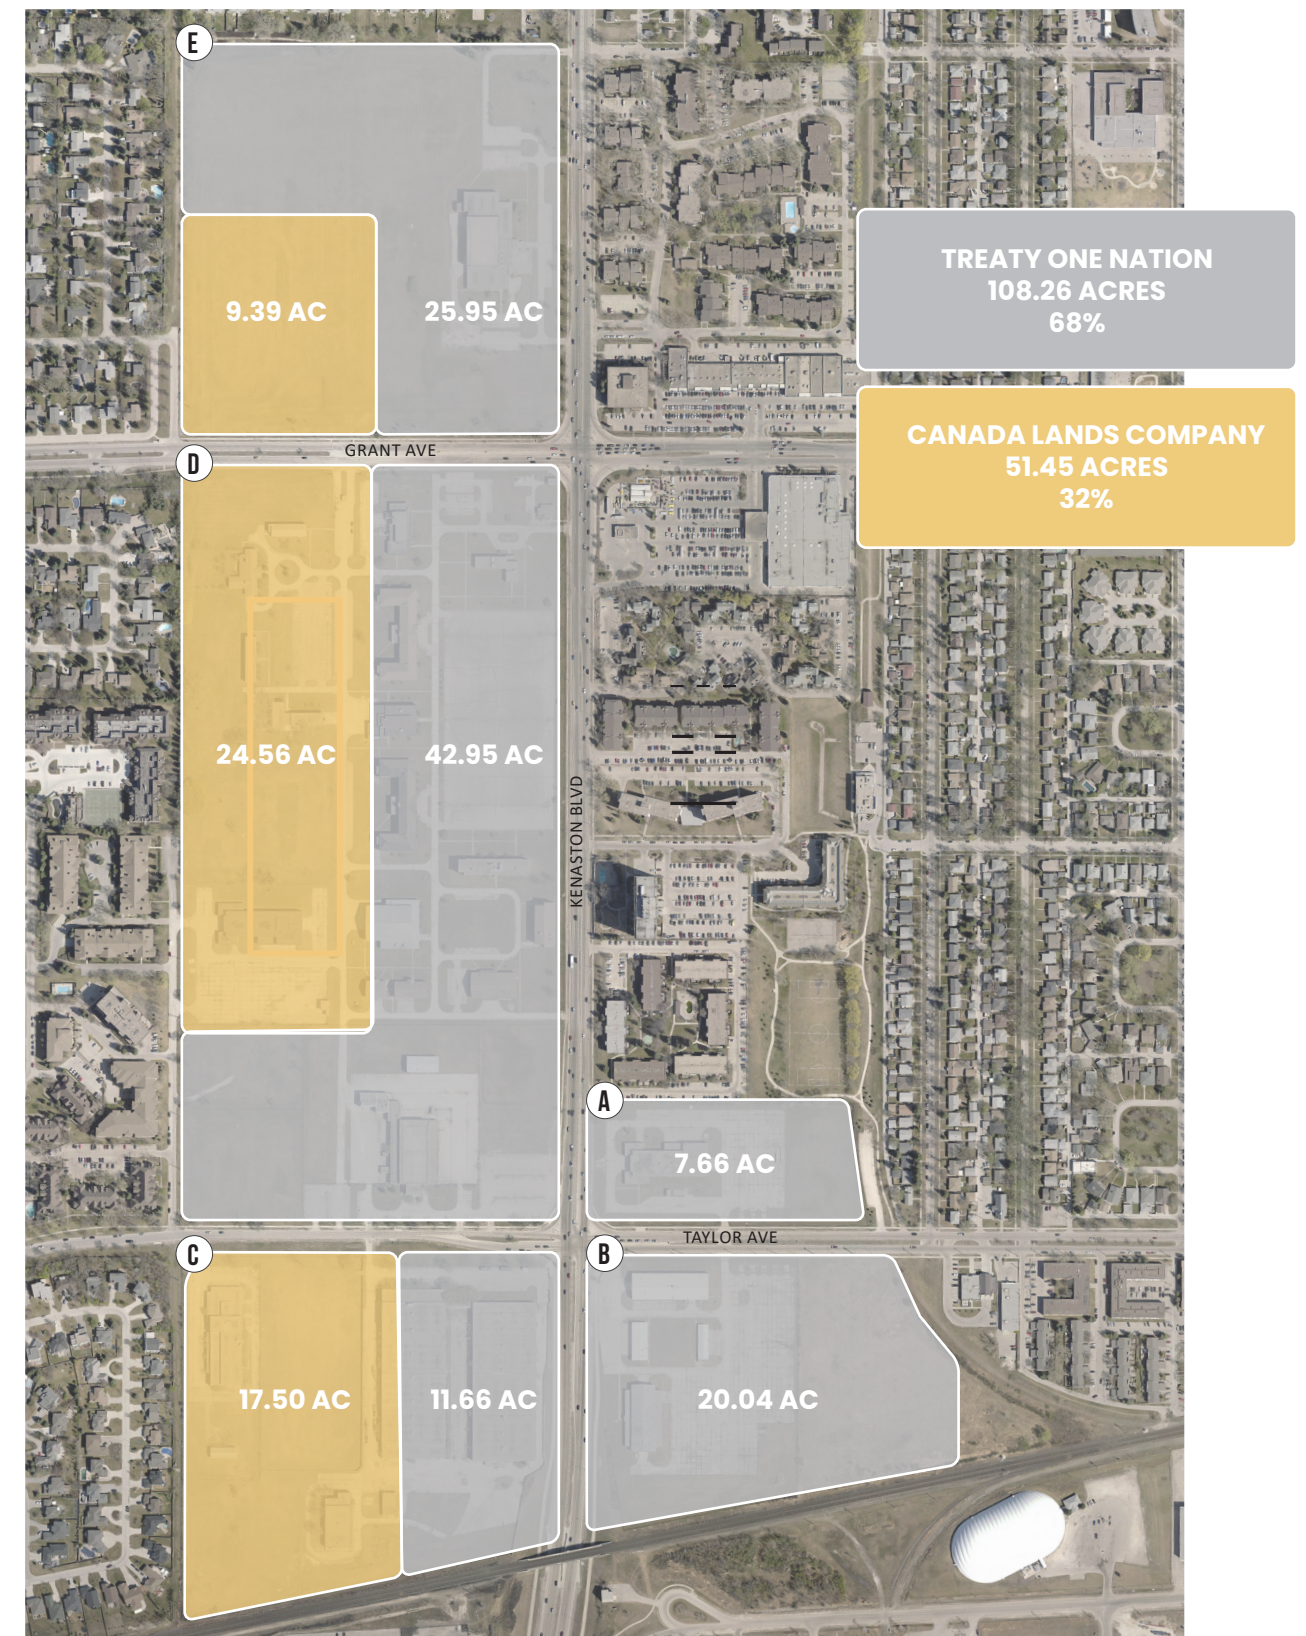 E
TREATY ONE NATION
108.26 ACRES
68%
9.39 AC
25.95 AC
CANADA LANDS COMPANY
51.45 ACRES
32%
GRANT AVE
D
24.56 AC
42.95 AC
KENASTON BLVD
A
7.66 AC
TAYLOR AVE
C
B
17.50 AC
11.66 AC
20.04 AC